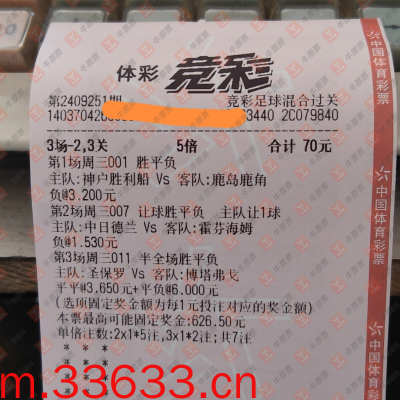 体彩 竞彩
第2409251期 竞彩足球混合过关
3440 2C079840
3场-2,3关 5倍 合计 70元
第1场周三001 胜平负
主队:神户胜利船 Vs 客队:鹿岛鹿角
负@3.200元
第2场周三007 让球胜平负 主队让1球
主队:中日德兰 Vs 客队:霍芬海姆
负@1.530元
第3场周三011 半全场胜平负
主队:圣保罗 Vs 客队:博塔弗戈
平平@3.650元+平负@6.000元
(选项固定奖金额为每1元投注对应的奖金额)
本票最高可能固定奖金:626.50元
单倍注数:2x1*5注,3x1*2注;共7注
* * *
* * *
m.33633.cn
中国体育彩票
中国体育彩票
中国体育彩票